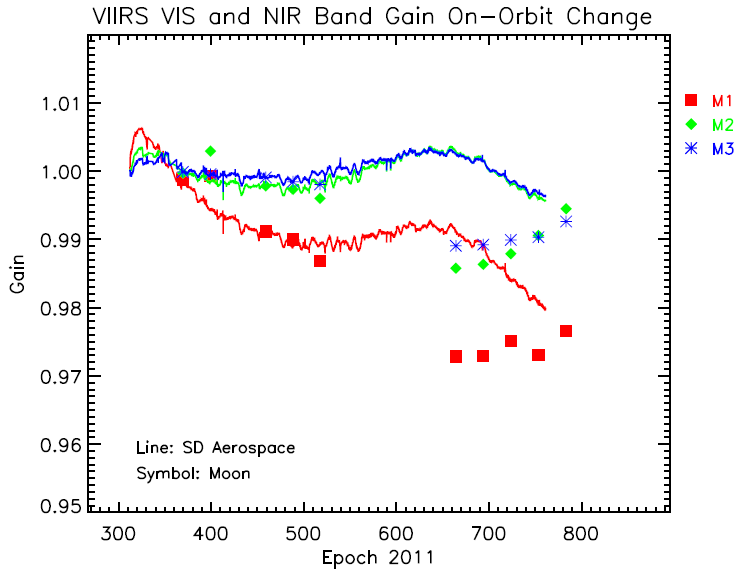 VIIRS VIS and NIR Band Gain On-Orbit Change
1.01
1.00
0.99
0.98
0.97
0.96
0.95
Gain
M1
M2
M3
Line: SD Aerospace
Symbol: Moon
300 400 500 600 700 800
Epoch 2011